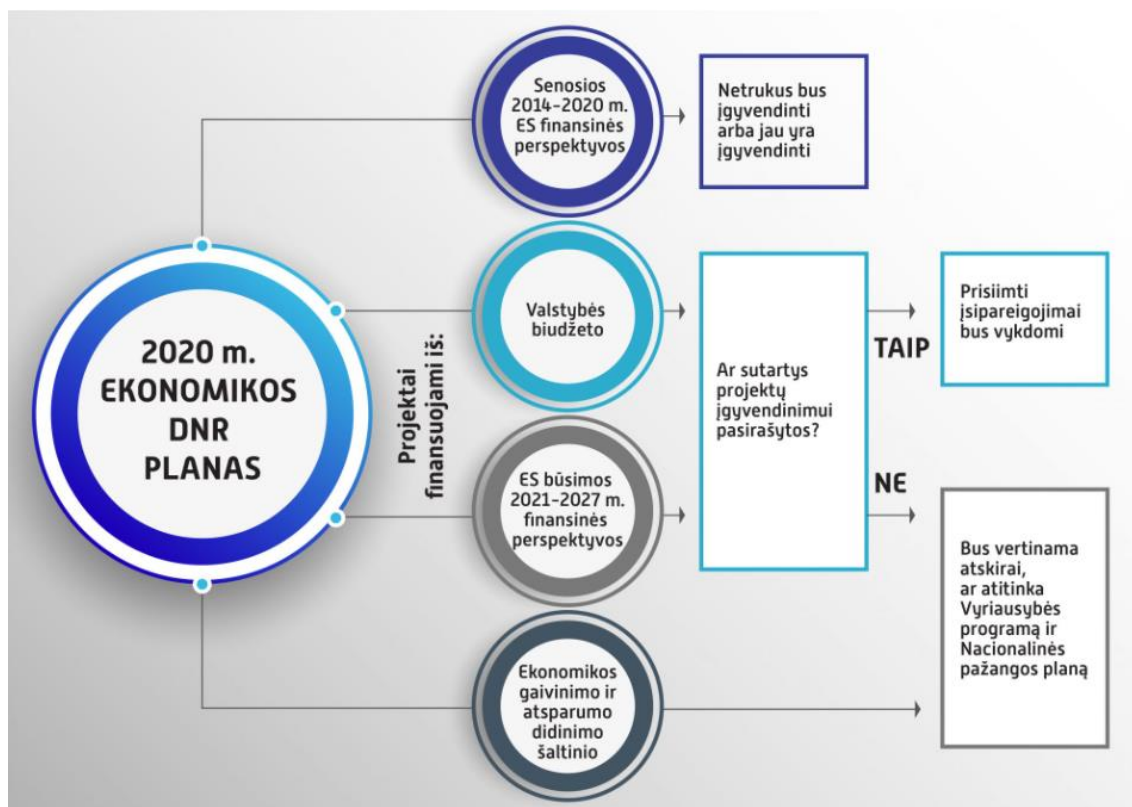 2020 m.
EKONOMIKOS
DNR
PLANAS
Projektai
finansuojami iš:
Senosios
2014-2020 m.
ES finansinės
perspektyvos
Netrukus bus
įgyvendinti
arba jau yra
įgyvendinti
Valstybės
biudžeto
ES būsimos
2021-2027 m.
finansinės
perspektyvos
Ar sutartys
projektų
įgyvendinimui
pasirašytos?
TAIP
Prisiimti
įsipareigojimai
bus vykdomi
NE
Bus vertinama
atskirai,
ar atitinka
Vyriausybės
programą ir
Nacionalinės
pažangos planą
Ekonomikos
gaivinimo ir
atsparumo
didinimo
šaltinio